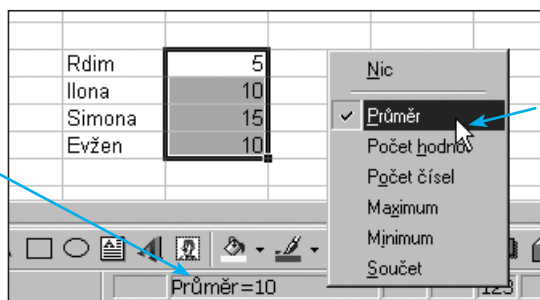 Rdim 5
Ilona 10
Simona 15
Evžen 10
Nic
Průměr
Počet hodnot
Počet čísel
Maximum
Minimum
Součet
Průměr=10
123